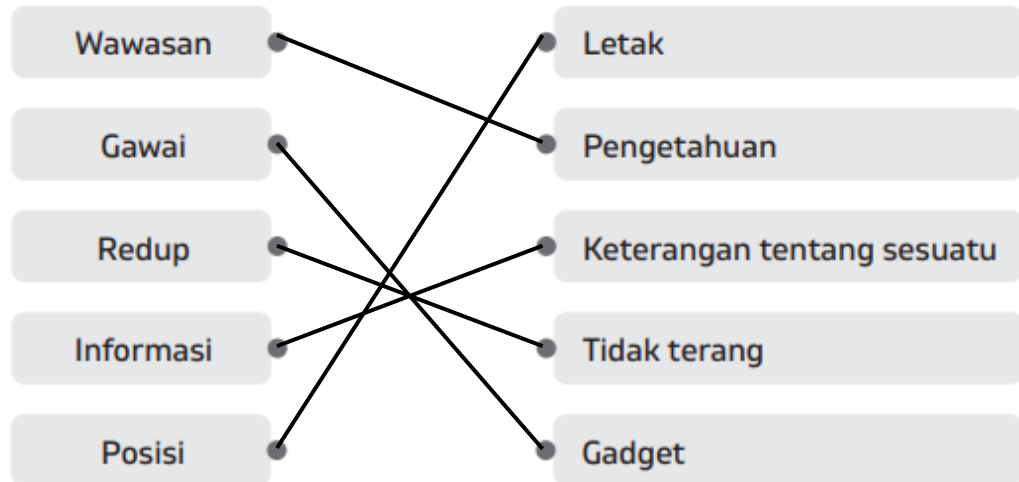 Wawasan
Letak
Gawai
Pengetahuan
Redup
Keterangan tentang sesuatu
Informasi
Tidak terang
Posisi
Gadget